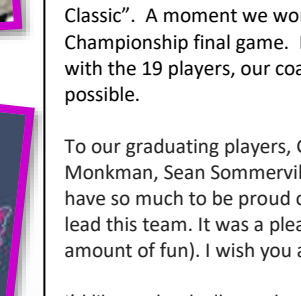 Classic". A moment we wo
Championship final game.
with the 19 players, our coa
possible.
To our graduating players,
Monkman, Sean Sommervil
have so much to be proud
lead this team. It was a plea
amount of fun). I wish you a